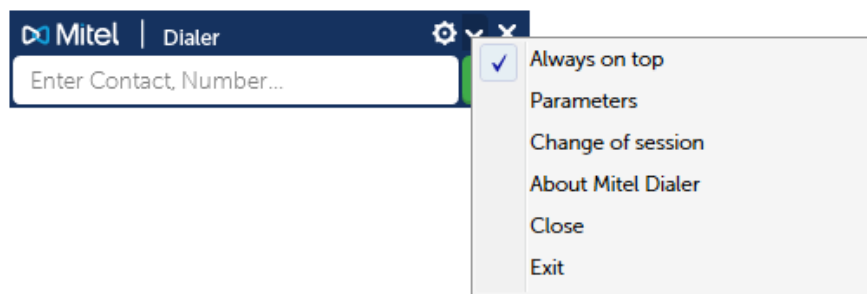 Mitel | Dialer
Enter Contact, Number...
Always on top
Parameters
Change of session
About Mitel Dialer
Close
Exit